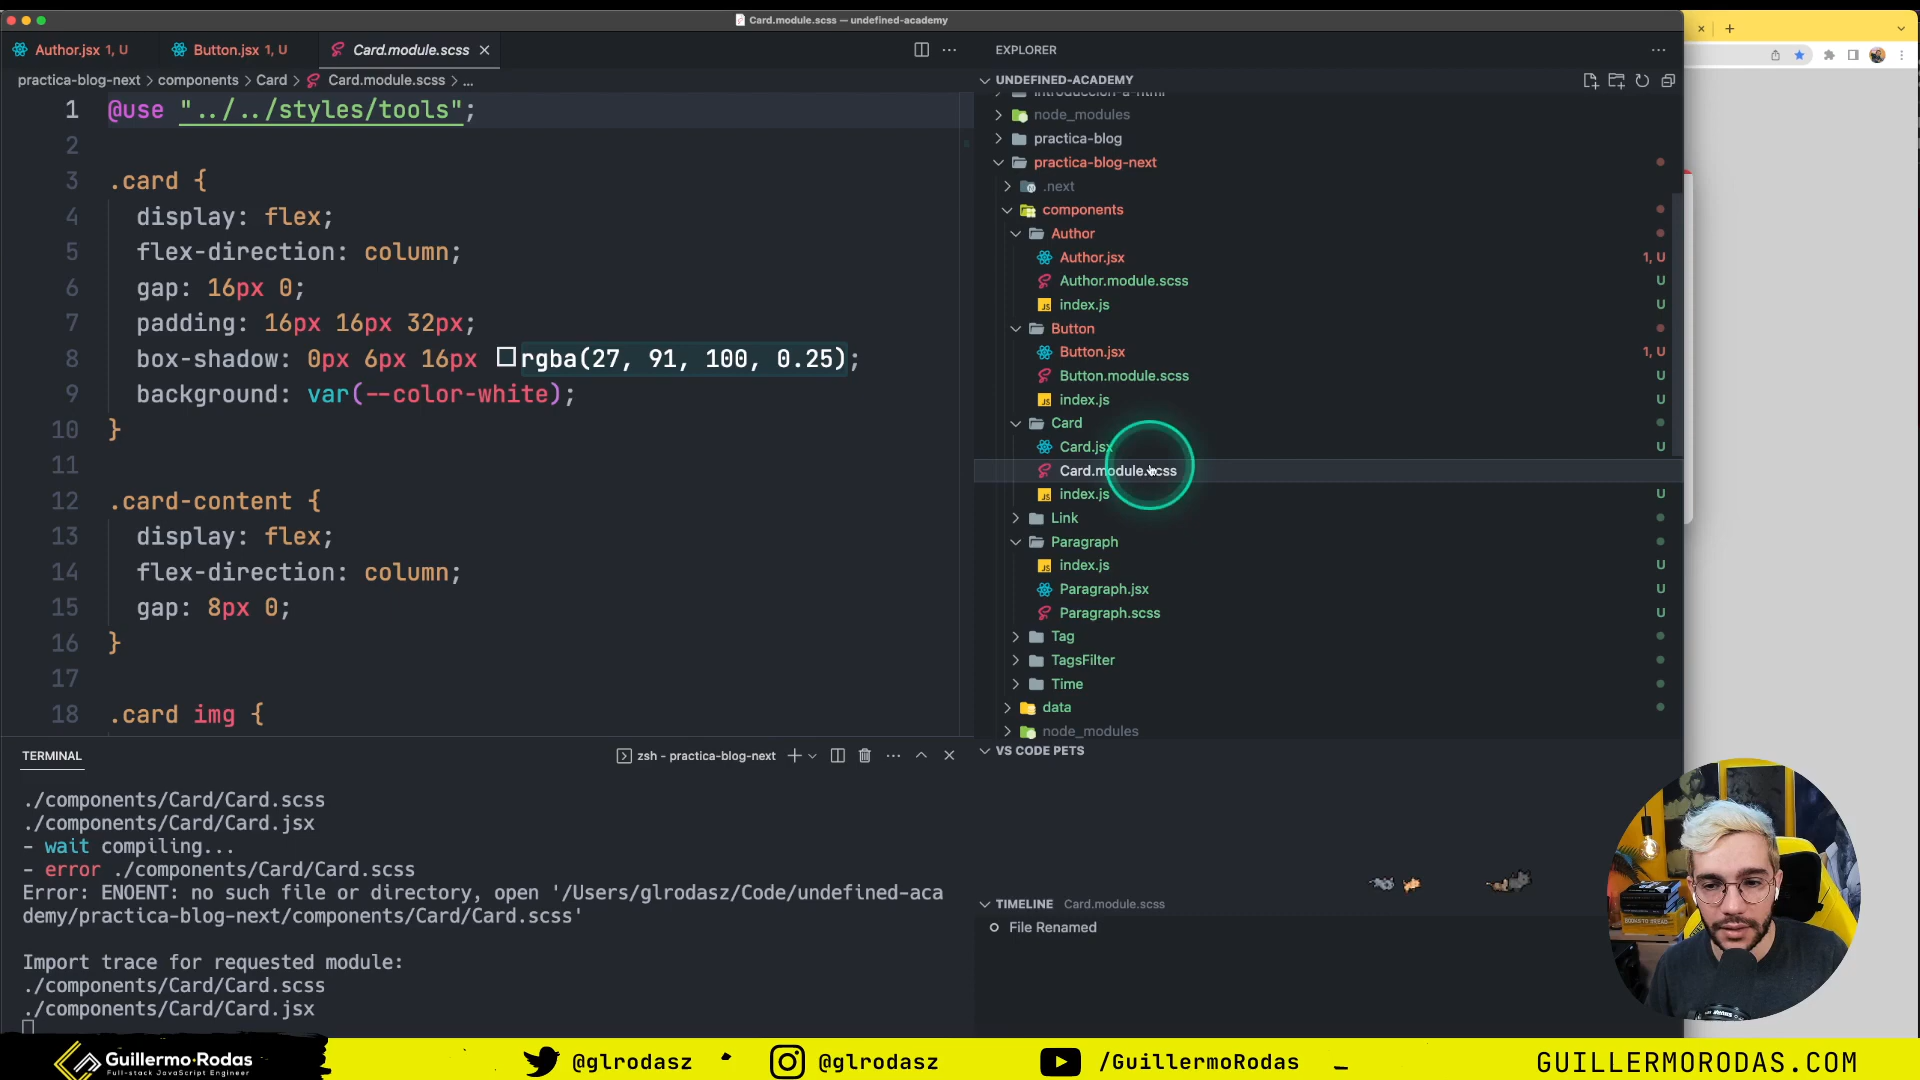 Card.module.scss — undefined-academy
Author.jsx 1, U
Button.jsx 1, U
Card.module.scss
practica-blog-next > components > Card > Card.module.scss > ...
1 @use "../../styles/tools";
2
3 .card {
4 display: flex;
5 flex-direction: column;
6 gap: 16px 0;
7 padding: 16px 16px 32px;
8 box-shadow: 0px 6px 16px rgba(27, 91, 100, 0.25);
9 background: var(--color-white);
10 }
11
12 .card-content {
13 display: flex;
14 flex-direction: column;
15 gap: 8px 0;
16 }
17
18 .card img {
EXPLORER
UNDEFINED-ACADEMY
introduccion-a-html
node_modules
practica-blog
practica-blog-next
.next
components
Author
Author.jsx 1, U
Author.module.scss U
index.js U
Button
Button.jsx 1, U
Button.module.scss U
index.js U
Card
Card.jsx U
Card.module.scss
index.js U
Link
Paragraph
index.js U
Paragraph.jsx U
Paragraph.scss U
Tag
TagsFilter
Time
data
node_modules
VS CODE PETS
TIMELINE Card.module.scss
File Renamed
TERMINAL
zsh - practica-blog-next
./components/Card/Card.scss
./components/Card/Card.jsx
- wait compiling...
- error ./components/Card/Card.scss
Error: ENOENT: no such file or directory, open '/Users/glrodasz/Code/undefined-aca
demy/practica-blog-next/components/Card/Card.scss'
Import trace for requested module:
./components/Card/Card.scss
./components/Card/Card.jsx
Guillermo·Rodas
Full-stack JavaScript Engineer
@glrodasz
@glrodasz
/GuillermoRodas
GUILLERMORODAS.COM